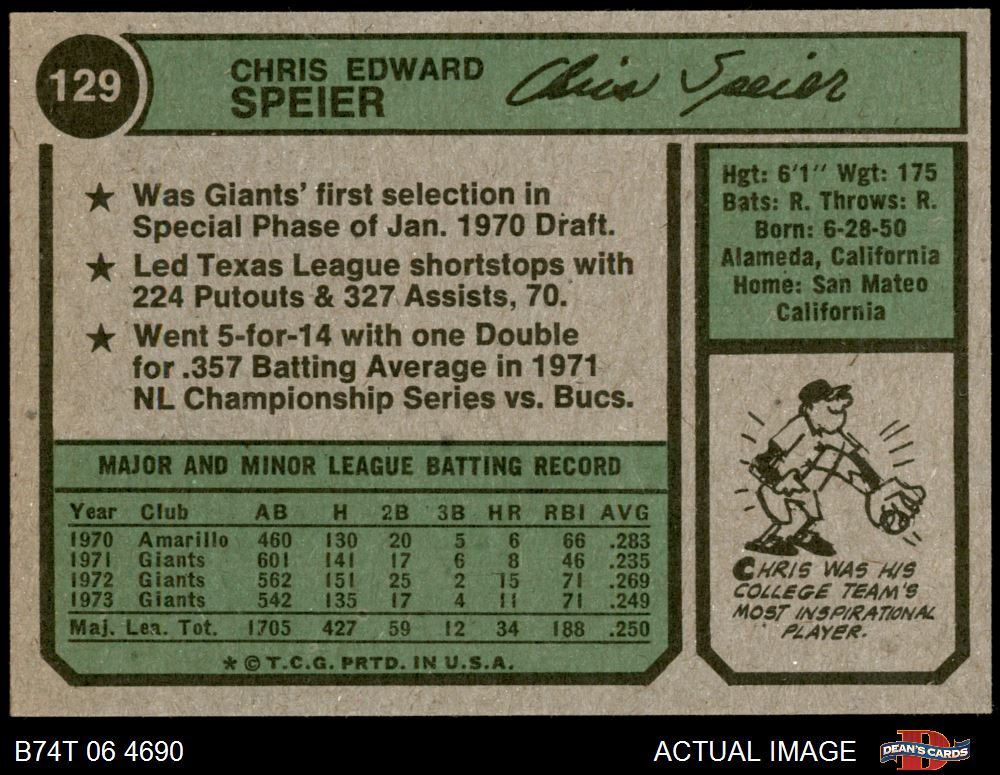 129
CHRIS EDWARD
SPEIER
Chris Speier
★ Was Giants' first selection in
Special Phase of Jan. 1970 Draft.
★ Led Texas League shortstops with
224 Putouts & 327 Assists, 70.
★ Went 5-for-14 with one Double
for .357 Batting Average in 1971
NL Championship Series vs. Bucs.
Hgt: 6'1" Wgt: 175
Bats: R. Throws: R.
Born: 6-28-50
Alameda, California
Home: San Mateo
California
MAJOR AND MINOR LEAGUE BATTING RECORD
Year Club AB H 2B 3B HR RBI AVG
1970 Amarillo 460 130 20 5 6 66 .283
1971 Giants 601 141 17 6 8 46 .235
1972 Giants 562 151 25 2 15 71 .269
1973 Giants 542 135 17 4 11 71 .249
Maj. Lea. Tot. 1705 427 59 12 34 188 .250
* © T.C.G. PRTD. IN U.S.A.
CHRIS WAS HIS
COLLEGE TEAM'S
MOST INSPIRATIONAL
PLAYER.
B74T 06 4690
ACTUAL IMAGE
DEAN'S CARDS